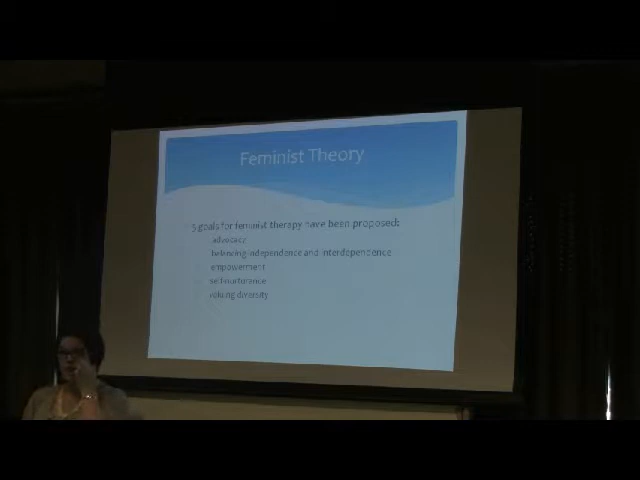 Feminist Theory
5 goals for feminist therapy have been proposed:
advocacy
balancing independence and interdependence
empowerment
self-nurturance
valuing diversity